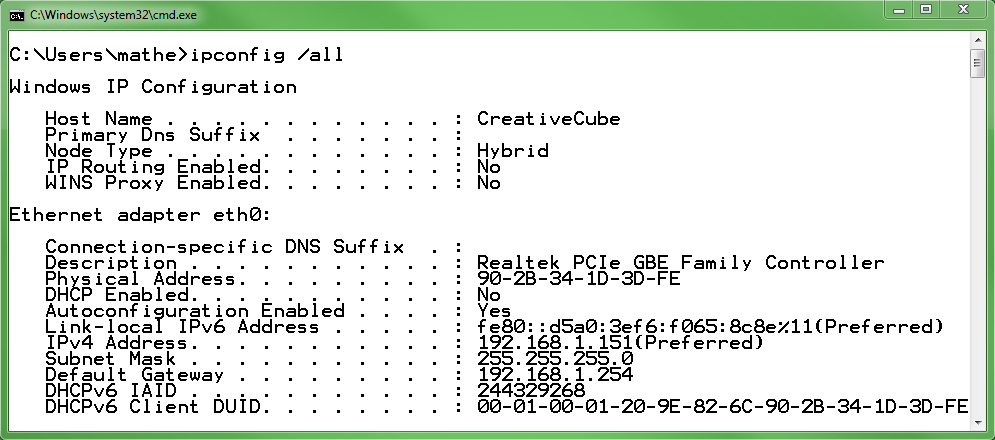 C:\Windows\system32\cmd.exe
C:\Users\mathe>ipconfig /all
Windows IP Configuration
Host Name . . . . . . . . . . . . : CreativeCube
Primary Dns Suffix  . . . . . . . :
Node Type . . . . . . . . . . . . : Hybrid
IP Routing Enabled. . . . . . . . : No
WINS Proxy Enabled. . . . . . . . : No
Ethernet adapter eth0:
Connection-specific DNS Suffix  . :
Description . . . . . . . . . . . : Realtek PCIe GBE Family Controller
Physical Address. . . . . . . . . : 90-2B-34-1D-3D-FE
DHCP Enabled. . . . . . . . . . . : No
Autoconfiguration Enabled . . . . : Yes
Link-local IPv6 Address . . . . . : fe80::d5a0:3ef6:f065:8c8e%11(Preferred)
IPv4 Address. . . . . . . . . . . : 192.168.1.151(Preferred)
Subnet Mask . . . . . . . . . . . : 255.255.255.0
Default Gateway . . . . . . . . . : 192.168.1.254
DHCPv6 IAID . . . . . . . . . . . : 244329268
DHCPv6 Client DUID. . . . . . . . : 00-01-00-01-20-9E-82-6C-90-2B-34-1D-3D-FE